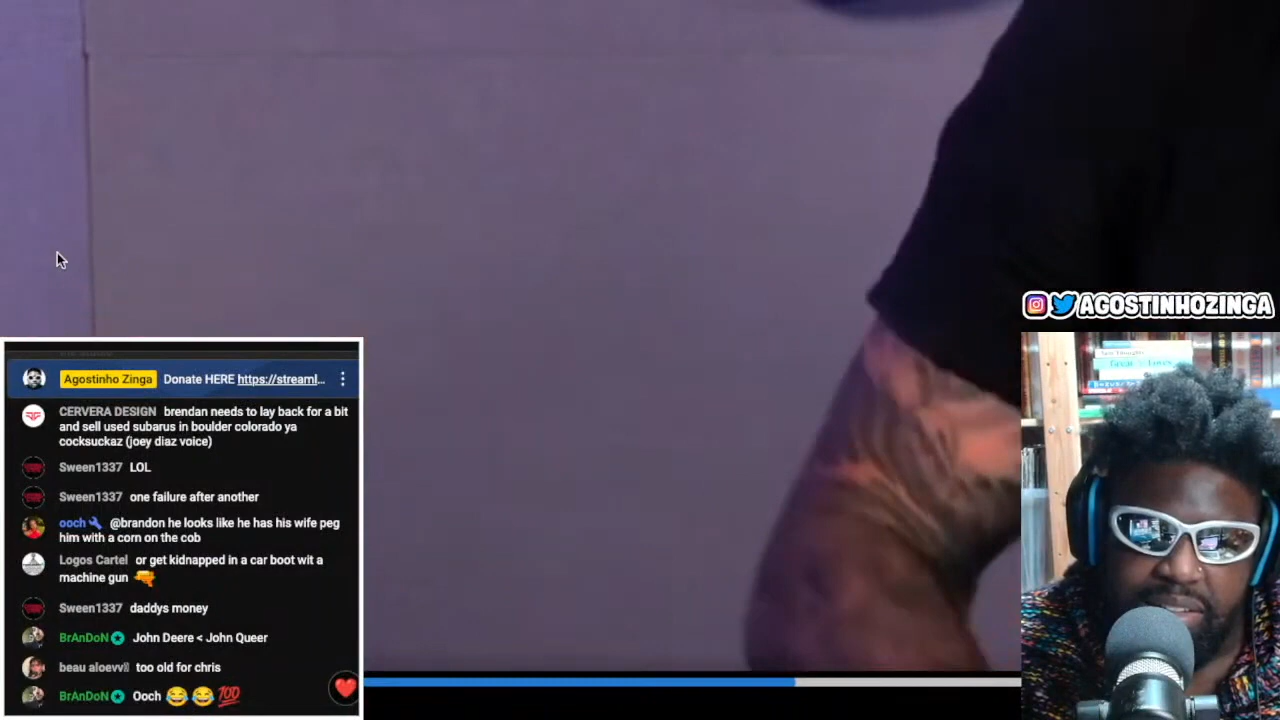 AGOSTINHOZINGA
Agostinho Zinga Donate HERE https://streaml...
CERVERA DESIGN brendan needs to lay back for a bit
and sell used subarus in boulder colorado ya
cocksuckaz (joey diaz voice)
Sween1337 LOL
Sween1337 one failure after another
ooch @brandon he looks like he has his wife peg
him with a corn on the cob
Logos Cartel or get kidnapped in a car boot wit a
machine gun
Sween1337 daddys money
BrAnDoN John Deere < John Queer
beau aloevv too old for chris
BrAnDoN Ooch 😂😂💯